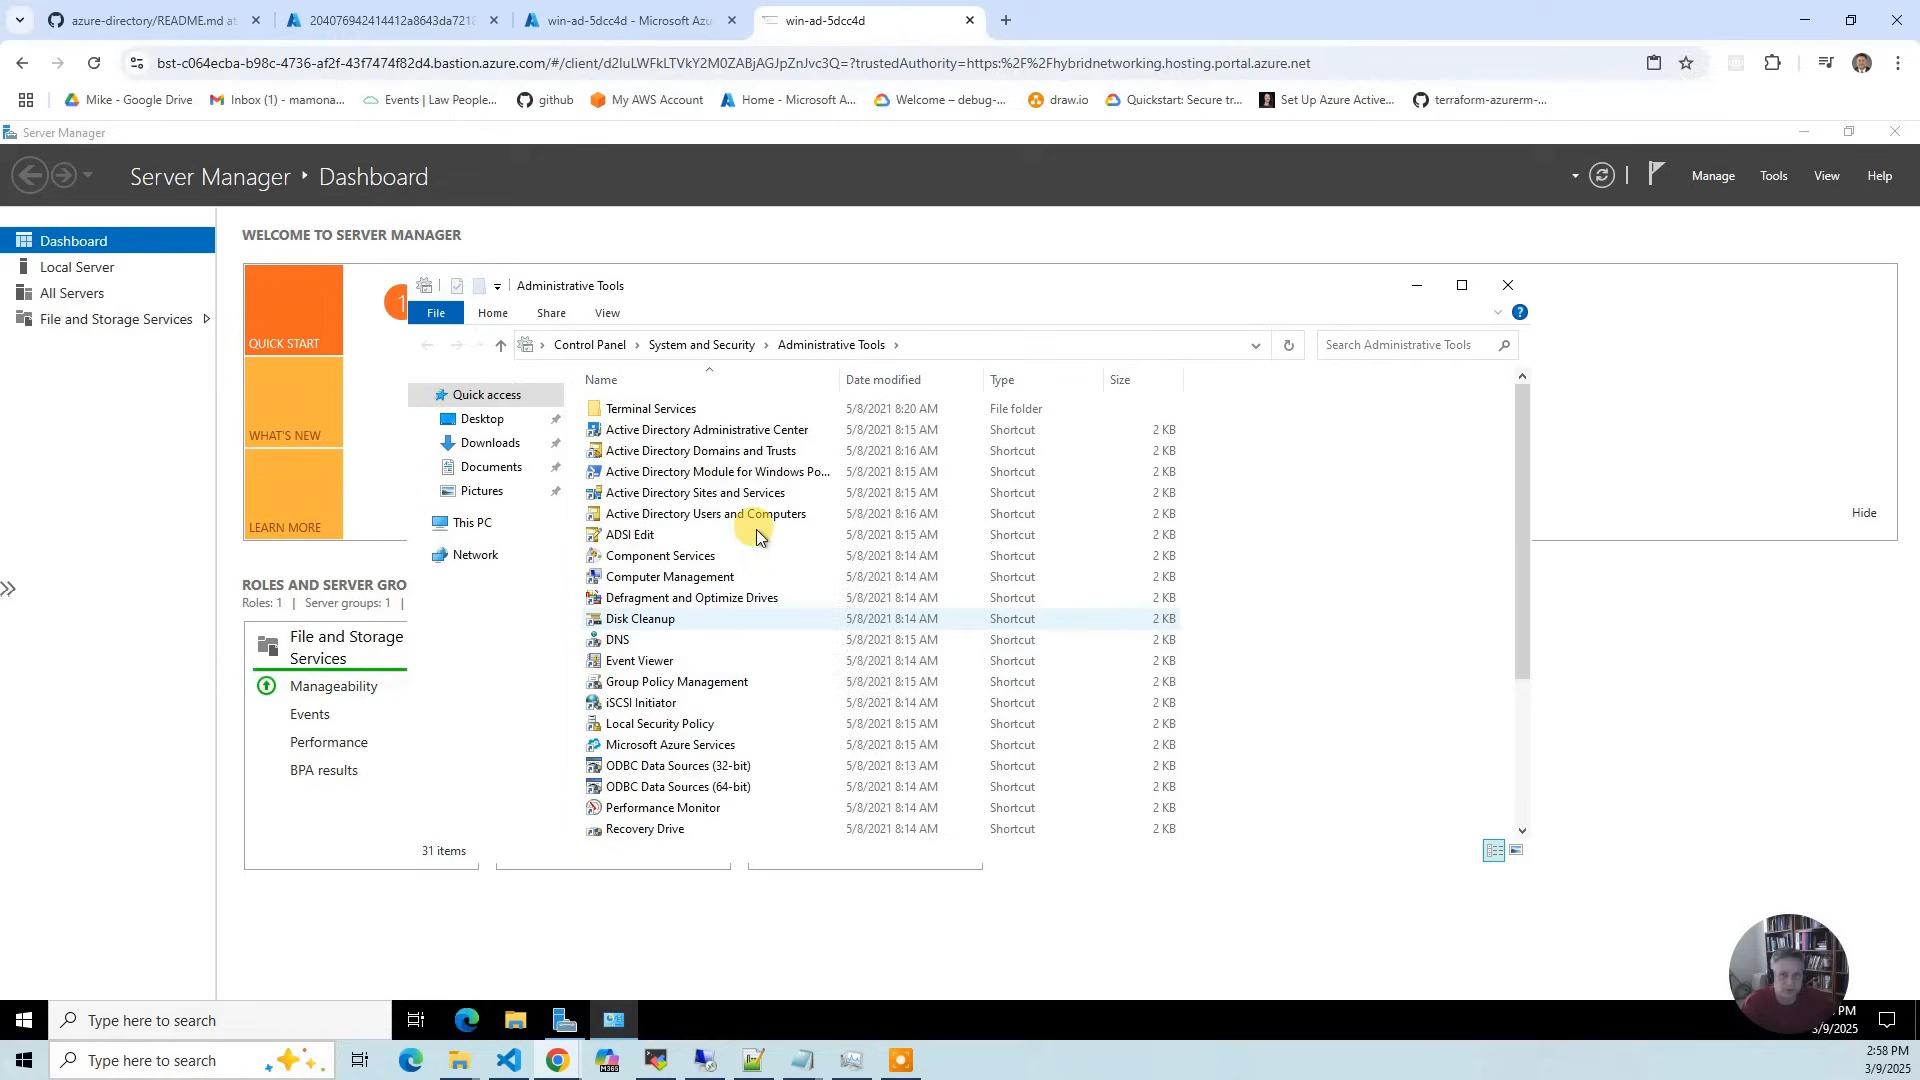 azure-directory/README.md at
204076942414412a8643da7218
win-ad-5dcc4d - Microsoft Azu
win-ad-5dcc4d
bst-c064ecba-b98c-4736-af2f-43f7474f82d4.bastion.azure.com/#/client/d2luLWFkLTVkY2M0ZABjAGJpZnJvc3Q=?trustedAuthority=https:%2F%2Fhybridnetworking.hosting.portal.azure.net
Mike - Google Drive
Inbox (1) - mamona...
Events | Law People...
github
My AWS Account
Home - Microsoft A...
Welcome – debug-...
draw.io
Quickstart: Secure tr...
Set Up Azure Active...
terraform-azurerm-...
Server Manager
Server Manager • Dashboard
Manage
Tools
View
Help
Dashboard
Local Server
All Servers
File and Storage Services
WELCOME TO SERVER MANAGER
QUICK START
WHAT'S NEW
LEARN MORE
1
Hide
ROLES AND SERVER GRO
Roles: 1 | Server groups: 1 |
File and Storage
Services
Manageability
Events
Performance
BPA results
Administrative Tools
File
Home
Share
View
Control Panel > System and Security > Administrative Tools >
Search Administrative Tools
Quick access
Desktop
Downloads
Documents
Pictures
This PC
Network
Name Date modified Type Size
Terminal Services 5/8/2021 8:20 AM File folder
Active Directory Administrative Center 5/8/2021 8:15 AM Shortcut 2 KB
Active Directory Domains and Trusts 5/8/2021 8:16 AM Shortcut 2 KB
Active Directory Module for Windows Po... 5/8/2021 8:15 AM Shortcut 2 KB
Active Directory Sites and Services 5/8/2021 8:15 AM Shortcut 2 KB
Active Directory Users and Computers 5/8/2021 8:16 AM Shortcut 2 KB
ADSI Edit 5/8/2021 8:15 AM Shortcut 2 KB
Component Services 5/8/2021 8:14 AM Shortcut 2 KB
Computer Management 5/8/2021 8:14 AM Shortcut 2 KB
Defragment and Optimize Drives 5/8/2021 8:14 AM Shortcut 2 KB
Disk Cleanup 5/8/2021 8:14 AM Shortcut 2 KB
DNS 5/8/2021 8:15 AM Shortcut 2 KB
Event Viewer 5/8/2021 8:14 AM Shortcut 2 KB
Group Policy Management 5/8/2021 8:14 AM Shortcut 2 KB
iSCSI Initiator 5/8/2021 8:14 AM Shortcut 2 KB
Local Security Policy 5/8/2021 8:15 AM Shortcut 2 KB
Microsoft Azure Services 5/8/2021 8:15 AM Shortcut 2 KB
ODBC Data Sources (32-bit) 5/8/2021 8:13 AM Shortcut 2 KB
ODBC Data Sources (64-bit) 5/8/2021 8:14 AM Shortcut 2 KB
Performance Monitor 5/8/2021 8:14 AM Shortcut 2 KB
Recovery Drive 5/8/2021 8:14 AM Shortcut 2 KB
31 items
Type here to search
PM
3/9/2025
Type here to search
M365
2:58 PM
3/9/2025